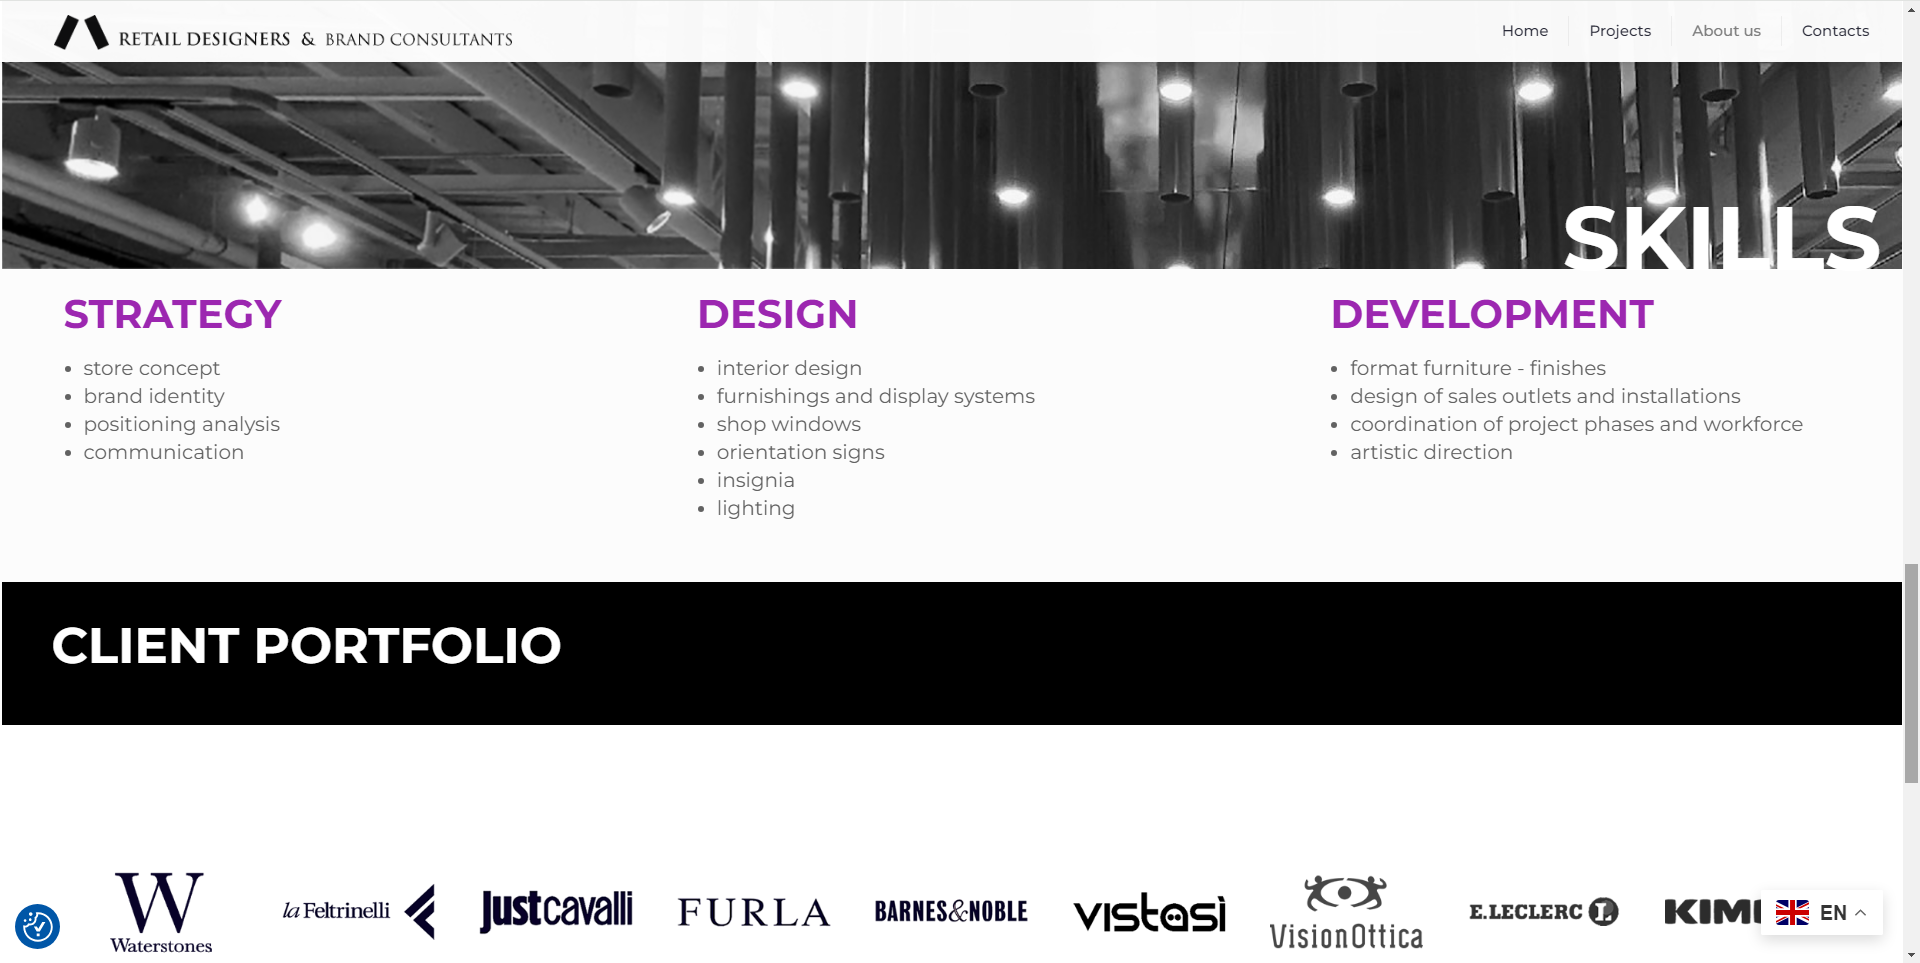 RETAIL DESIGNERS & BRAND CONSULTANTS
Home
Projects
About us
Contacts
SKILLS
STRATEGY
store concept
brand identity
positioning analysis
communication
DESIGN
interior design
furnishings and display systems
shop windows
orientation signs
insignia
lighting
DEVELOPMENT
format furniture - finishes
design of sales outlets and installations
coordination of project phases and workforce
artistic direction
CLIENT PORTFOLIO
W
Waterstones
la Feltrinelli
justcavalli
FURLA
BARNES&NOBLE
vistasì
VisionOttica
E.LECLERC L
EN